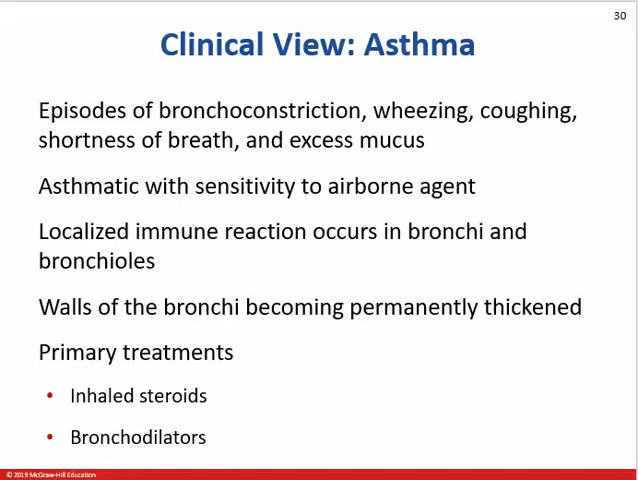 30
Clinical View: Asthma
Episodes of bronchoconstriction, wheezing, coughing,
shortness of breath, and excess mucus
Asthmatic with sensitivity to airborne agent
Localized immune reaction occurs in bronchi and
bronchioles
Walls of the bronchi becoming permanently thickened
Primary treatments
• Inhaled steroids
• Bronchodilators
© 2019 McGraw-Hill Education